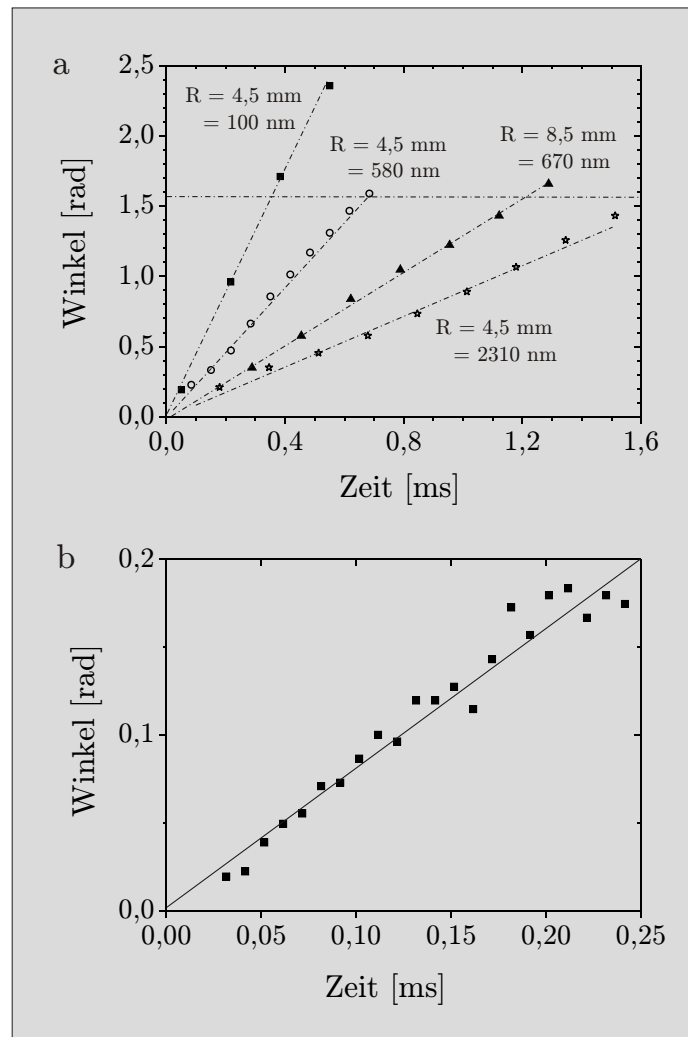 a
2,5
2,0
1,5
1,0
0,5
0,0
Winkel [rad]
R = 4,5 mm
= 100 nm
R = 4,5 mm
= 580 nm
R = 8,5 mm
= 670 nm
R = 4,5 mm
= 2310 nm
0,0 0,4 0,8 1,2 1,6
Zeit [ms]
b
0,2
0,1
0,0
Winkel [rad]
0,00 0,05 0,10 0,15 0,20 0,25
Zeit [ms]